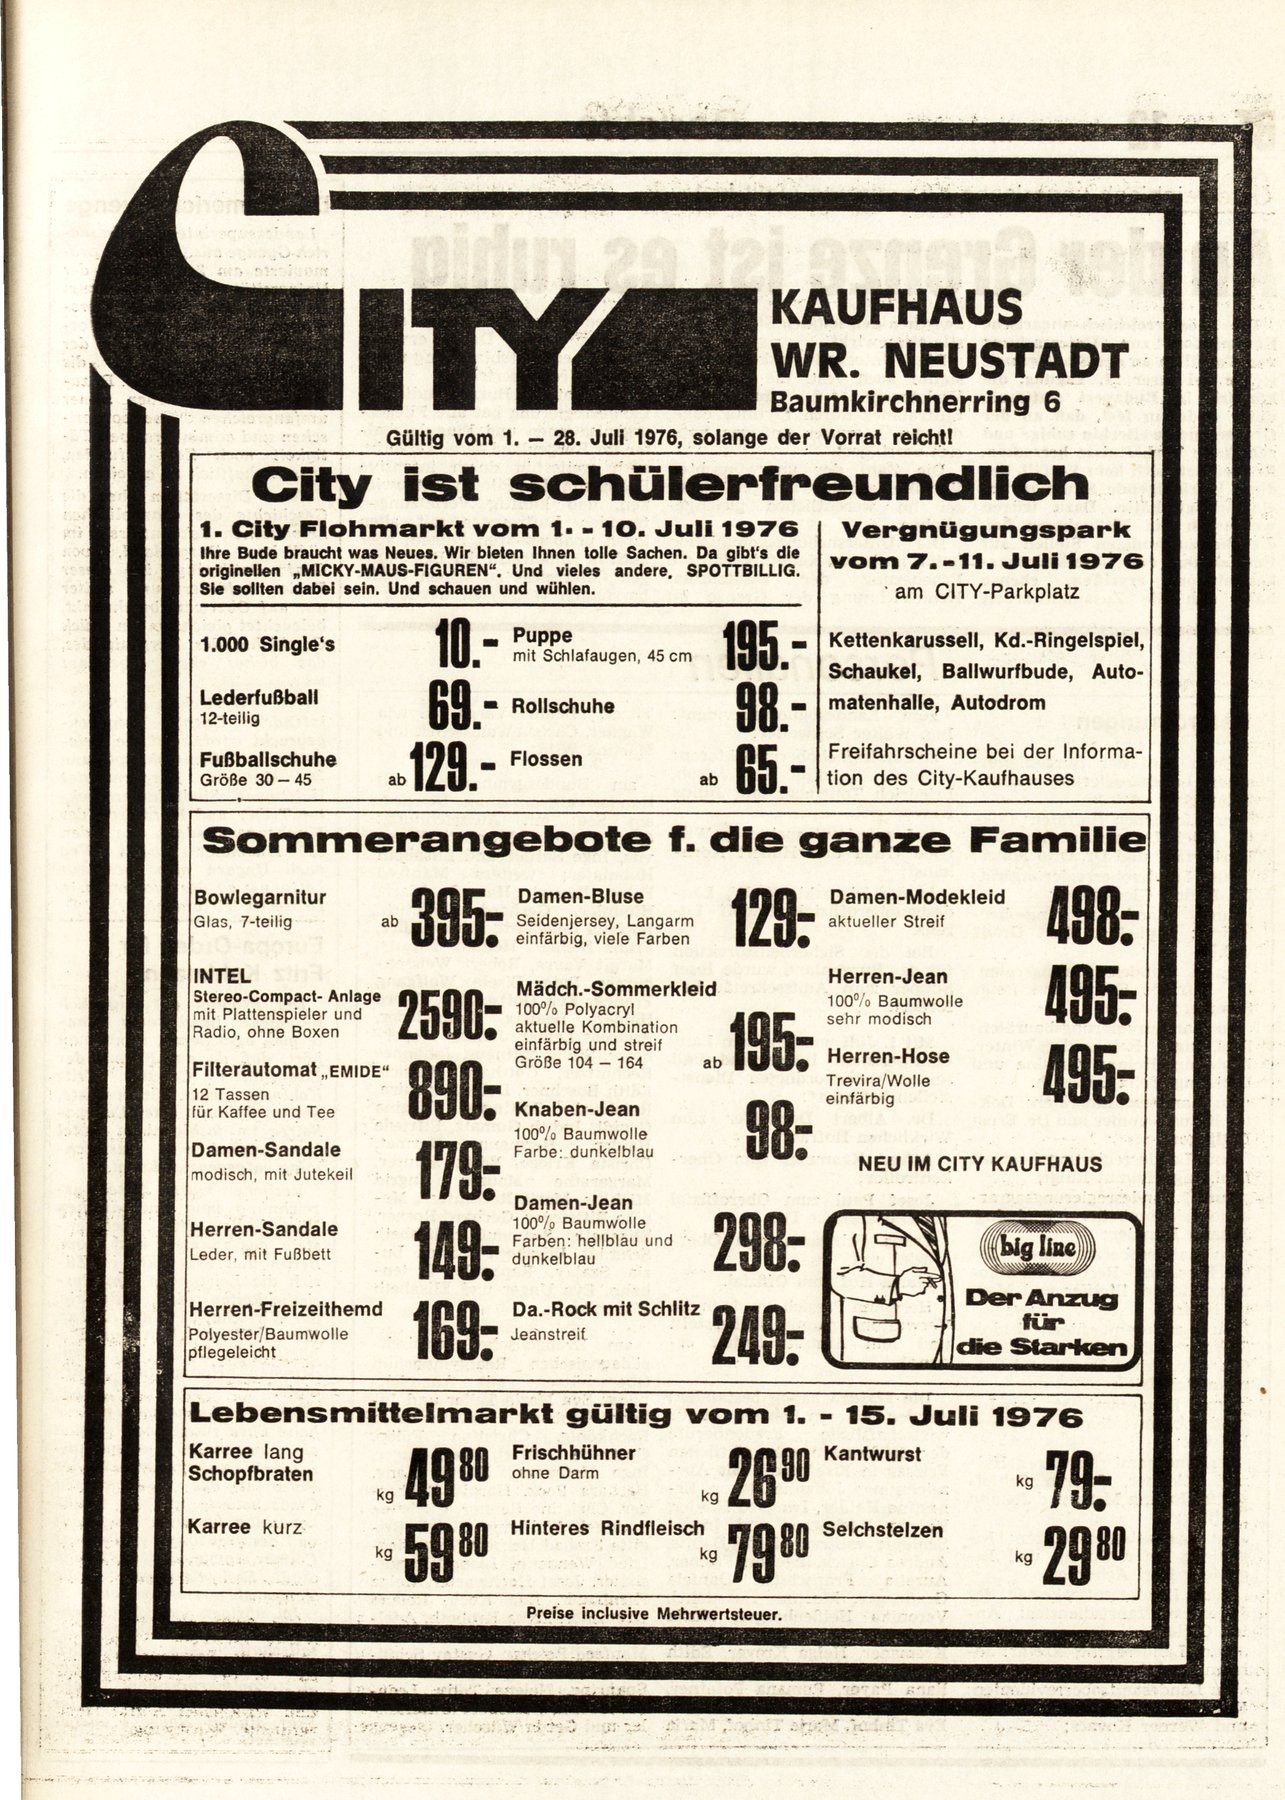 CITY
KAUFHAUS
WR. NEUSTADT
Baumkirchnerring 6
Gültig vom 1. – 28. Juli 1976, solange der Vorrat reicht!
City ist schülerfreundlich
1. City Flohmarkt vom 1. - 10. Juli 1976
Ihre Bude braucht was Neues. Wir bieten Ihnen tolle Sachen. Da gibt's die
originellen „MICKY-MAUS-FIGUREN". Und vieles andere, SPOTTBILLIG.
Sie sollten dabei sein. Und schauen und wühlen.
1.000 Single's 10.-
Lederfußball 69.-
12-teilig
Fußballschuhe
Größe 30 – 45 ab 129.-
Puppe 195.-
mit Schlafaugen, 45 cm
Rollschuhe 98.-
Flossen ab 65.-
Vergnügungspark
vom 7. - 11. Juli 1976
am CITY-Parkplatz
Kettenkarussell, Kd.-Ringelspiel,
Schaukel, Ballwurfbude, Auto-
matenhalle, Autodrom
Freifahrscheine bei der Informa-
tion des City-Kaufhauses
Sommerangebote f. die ganze Familie
Bowlegarnitur
Glas, 7-teilig ab 395.-
INTEL
Stereo-Compact- Anlage
mit Plattenspieler und 2590.-
Radio, ohne Boxen
Filterautomat „EMIDE"
12 Tassen 890.-
für Kaffee und Tee
Damen-Sandale 179.-
modisch, mit Jutekeil
Herren-Sandale 149.-
Leder, mit Fußbett
Herren-Freizeithemd 169.-
Polyester/Baumwolle
pflegeleicht
Damen-Bluse 129.-
Seidenjersey, Langarm
einfärbig, viele Farben
Mädch.-Sommerkleid
100% Polyacryl
aktuelle Kombination
einfärbig und streif
Größe 104 – 164 ab 195.-
Knaben-Jean 98.-
100% Baumwolle
Farbe: dunkelblau
Damen-Jean
100% Baumwolle
Farben: hellblau und 298.-
dunkelblau
Da.-Rock mit Schlitz 249.-
Jeanstreif
Damen-Modekleid 498.-
aktueller Streif
Herren-Jean 495.-
100% Baumwolle
sehr modisch
Herren-Hose 495.-
Trevira/Wolle
einfärbig
NEU IM CITY KAUFHAUS
big line
Der Anzug
für
die Starken
Lebensmittelmarkt gültig vom 1. - 15. Juli 1976
Karree lang
Schopfbraten kg 49 80
Karree kurz kg 59 80
Frischhühner
ohne Darm kg 26 90
Hinteres Rindfleisch kg 79 80
Kantwurst kg 79.-
Selchstelzen kg 29 80
Preise inclusive Mehrwertsteuer.